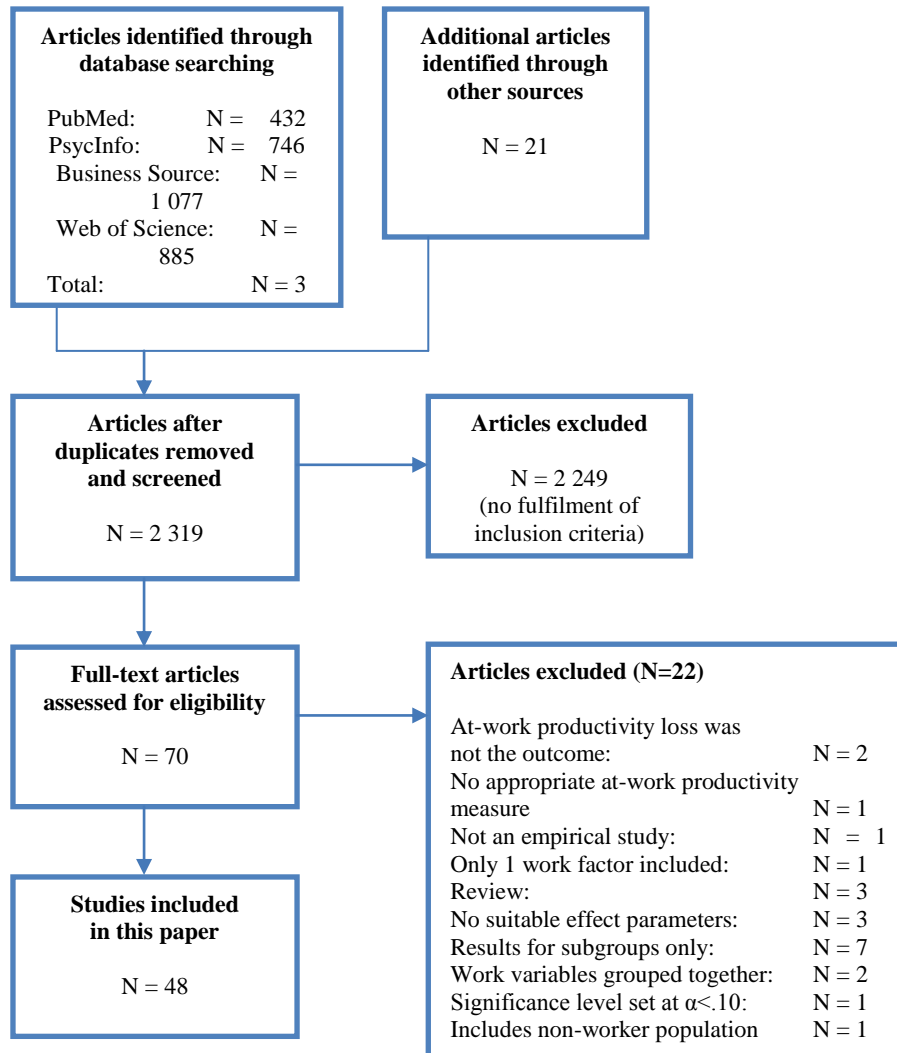 Articles identified through
database searching
PubMed: N = 432
PsycInfo: N = 746
Business Source: N =
1 077
Web of Science: N =
885
Total: N = 3
Additional articles
identified through
other sources
N = 21
Articles after
duplicates removed
and screened
N = 2 319
Articles excluded
N = 2 249
(no fulfilment of
inclusion criteria)
Full-text articles
assessed for eligibility
N = 70
Articles excluded (N=22)
At-work productivity loss was
not the outcome: N = 2
No appropriate at-work productivity
measure N = 1
Not an empirical study: N = 1
Only 1 work factor included: N = 1
Review: N = 3
No suitable effect parameters: N = 3
Results for subgroups only: N = 7
Work variables grouped together: N = 2
Significance level set at α<.10: N = 1
Includes non-worker population N = 1
Studies included
in this paper
N = 48